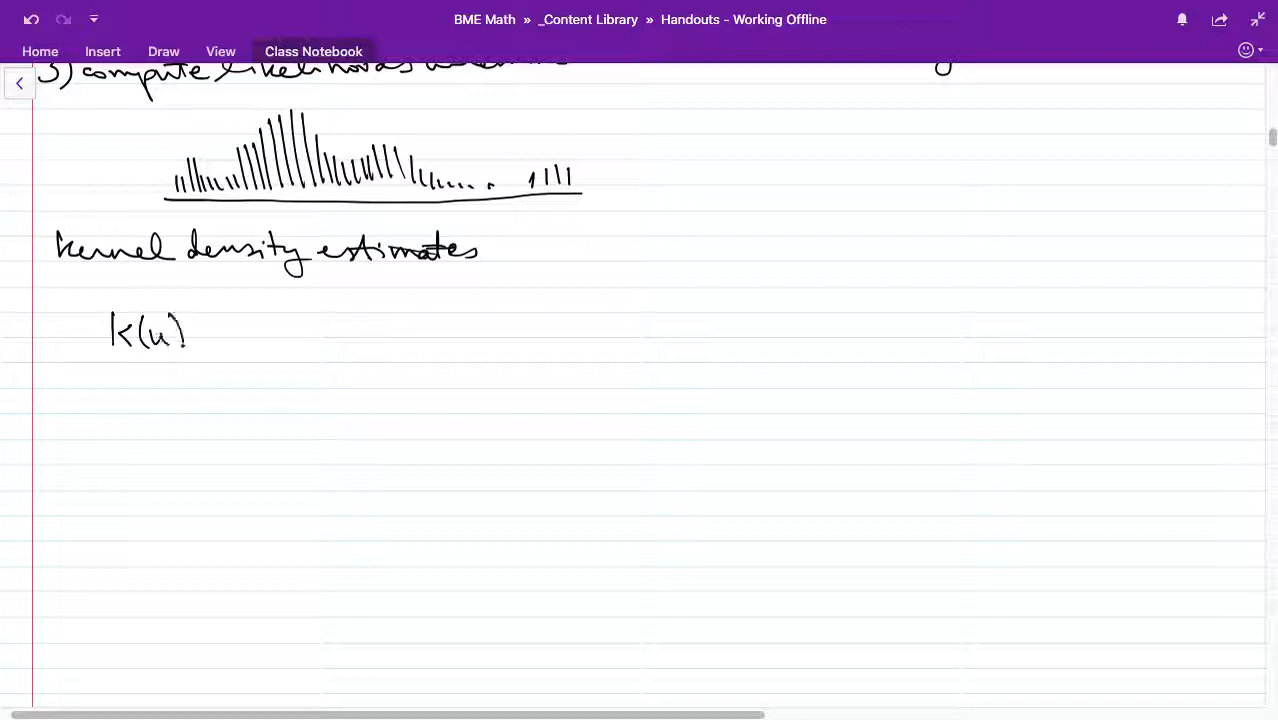 BME Math » _Content Library » Handouts - Working Offline
Home Insert Draw View Class Notebook
3) compute likelihoods
kernel density estimates
K(u)